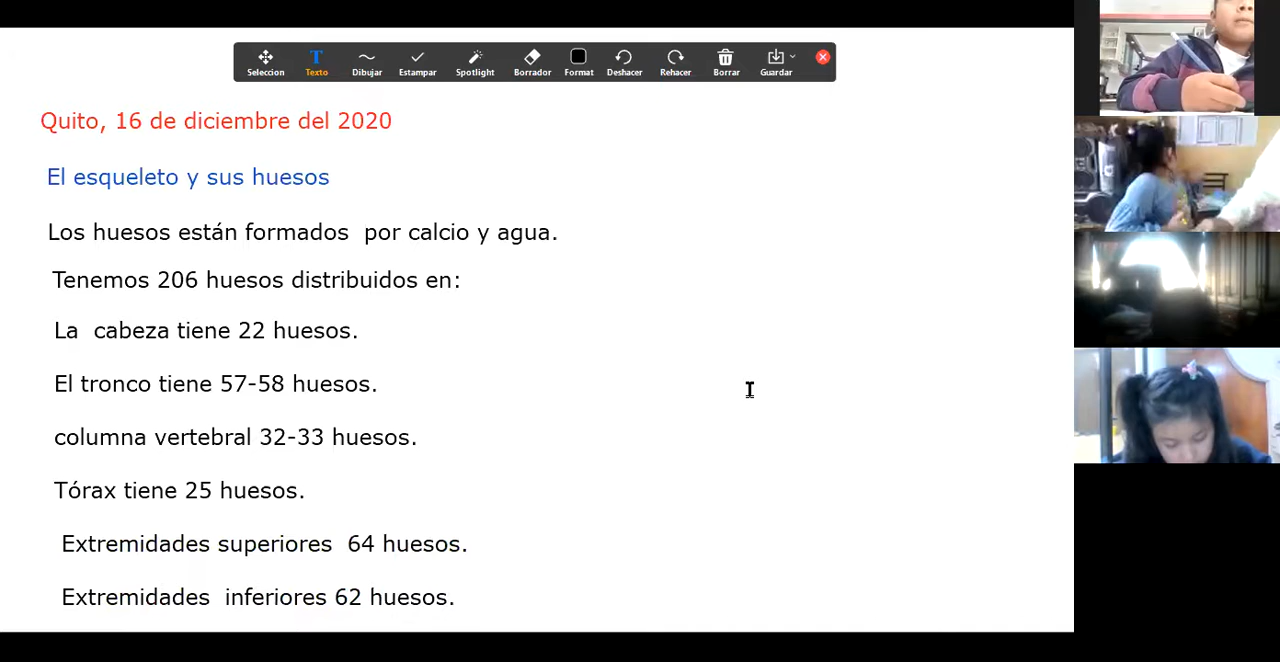 Seleccion Texto Dibujar Estampar Spotlight Borrador Format Deshacer Rehacer Borrar Guardar
Quito, 16 de diciembre del 2020
El esqueleto y sus huesos
Los huesos están formados por calcio y agua.
Tenemos 206 huesos distribuidos en:
La cabeza tiene 22 huesos.
El tronco tiene 57-58 huesos.
columna vertebral 32-33 huesos.
Tórax tiene 25 huesos.
Extremidades superiores 64 huesos.
Extremidades inferiores 62 huesos.